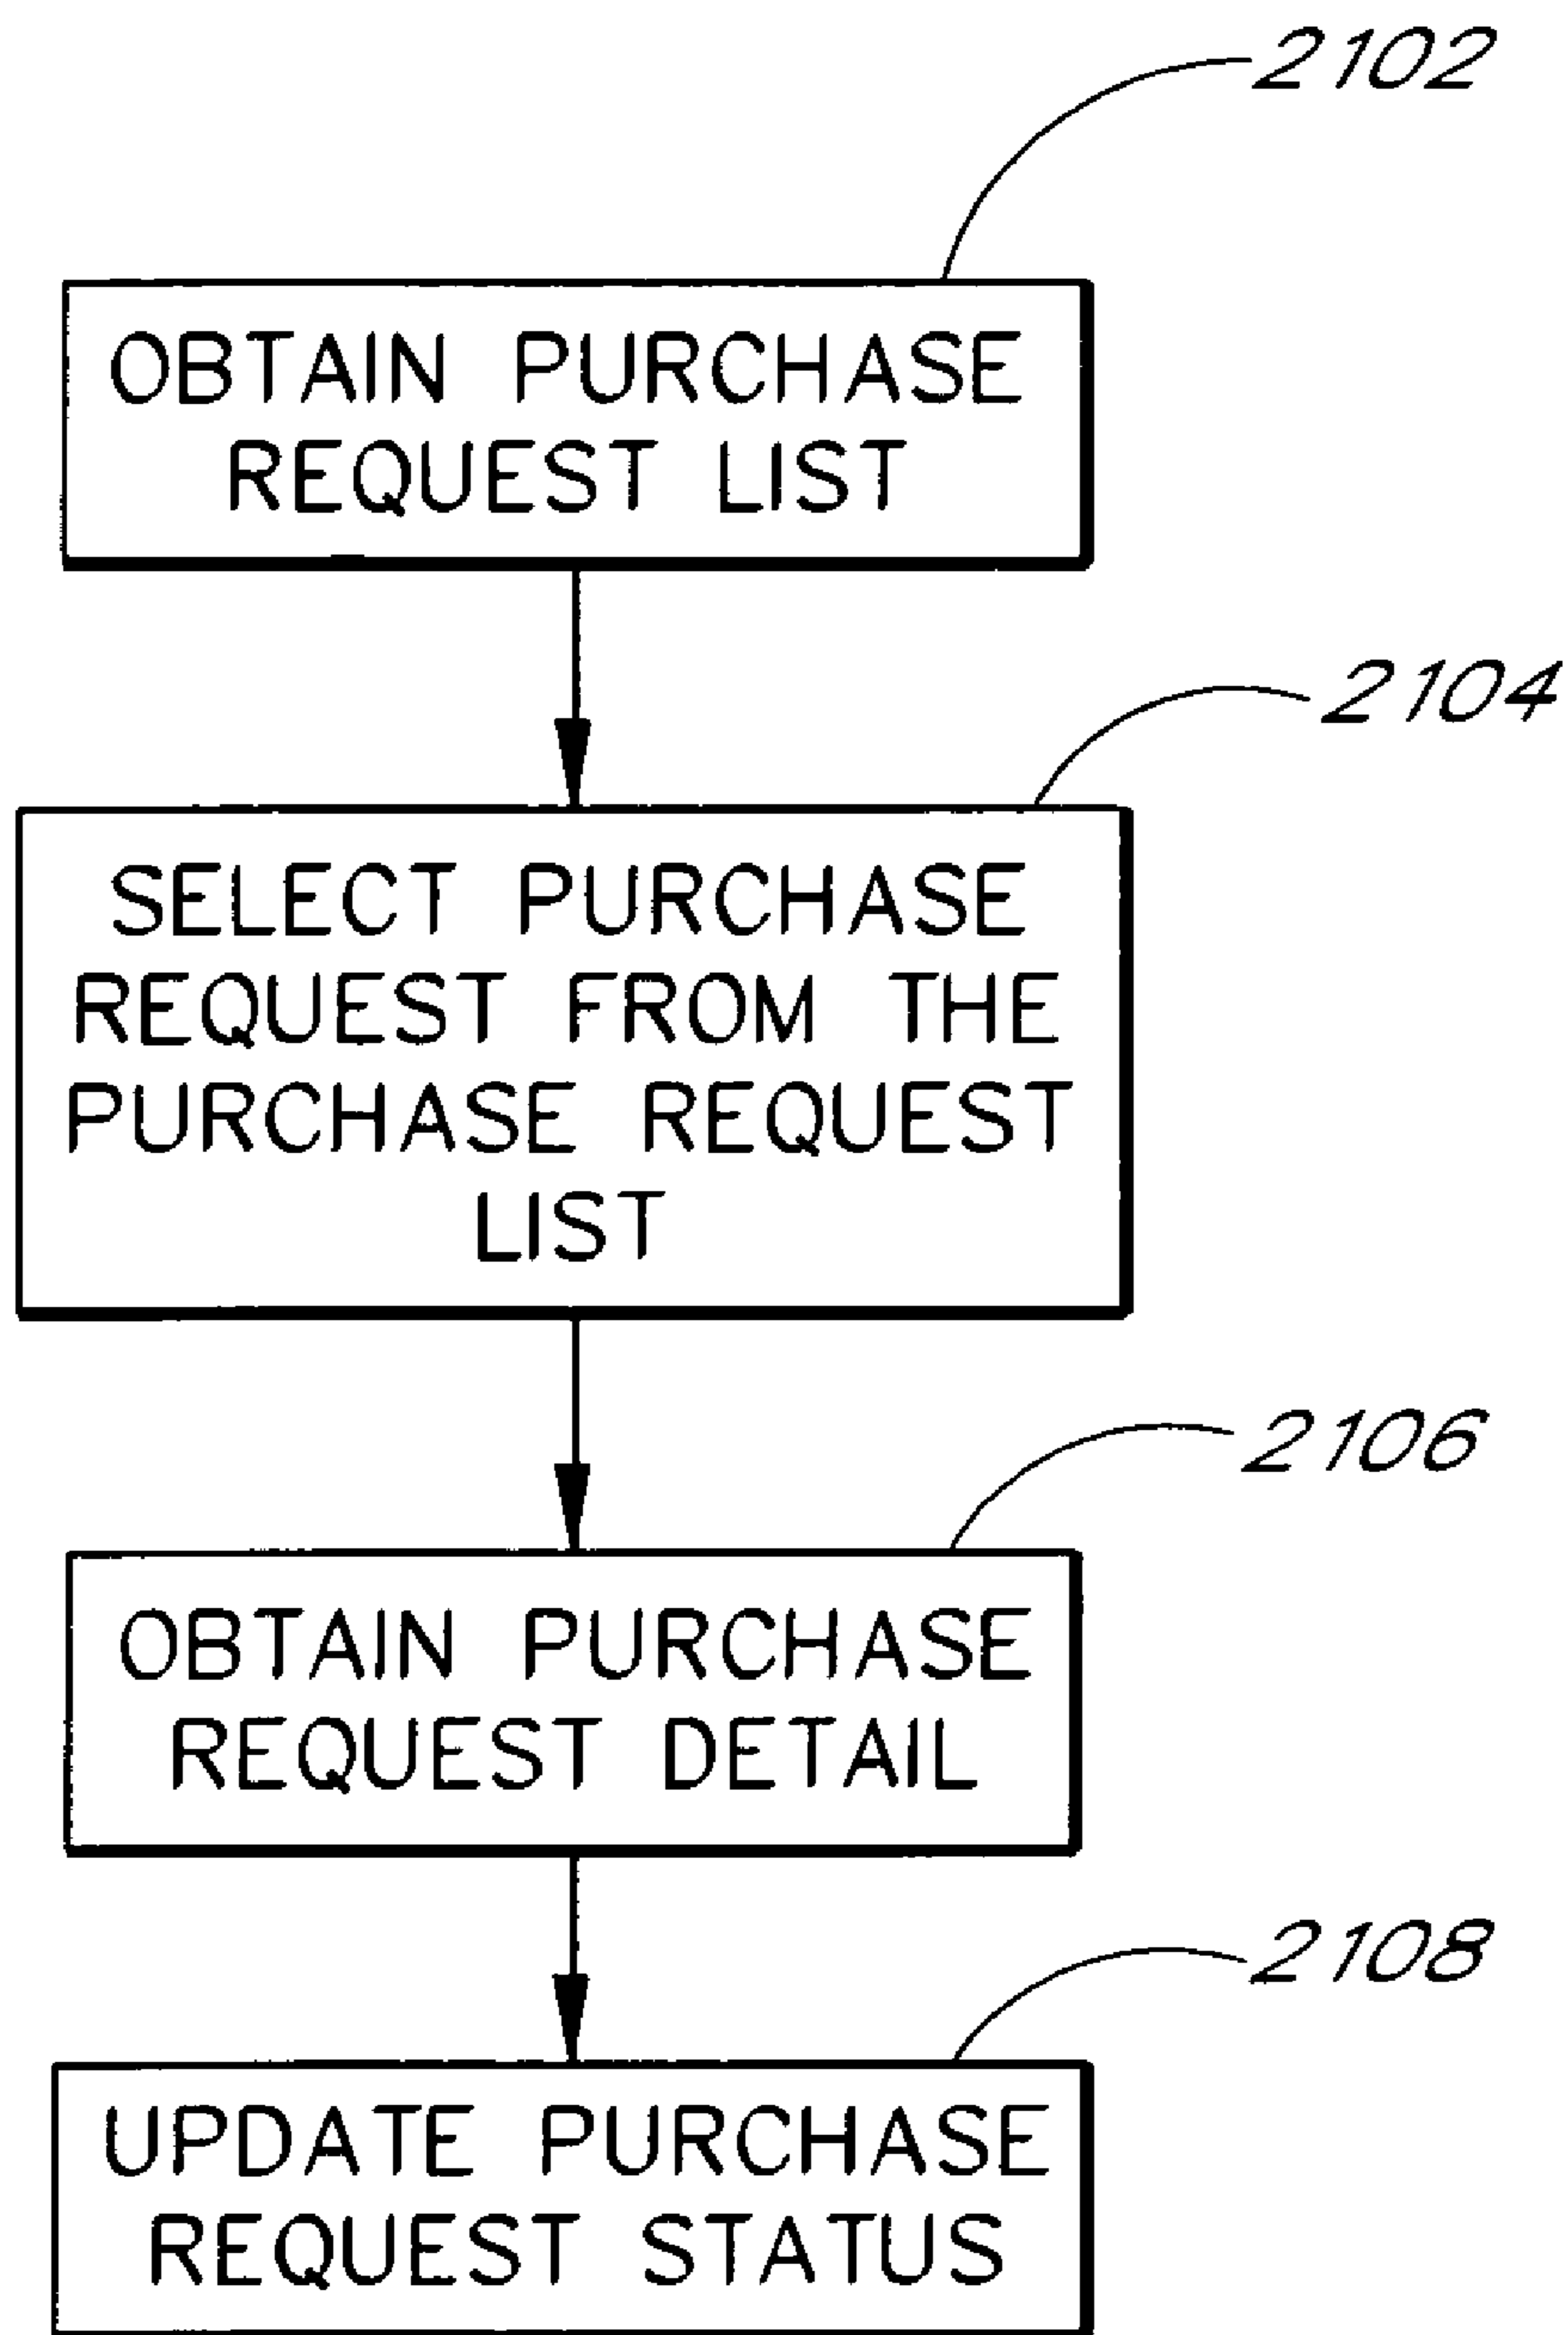 2102
OBTAIN PURCHASE
REQUEST LIST
2104
SELECT PURCHASE
REQUEST FROM THE
PURCHASE REQUEST
LIST
2106
OBTAIN PURCHASE
REQUEST DETAIL
2108
UPDATE PURCHASE
REQUEST STATUS